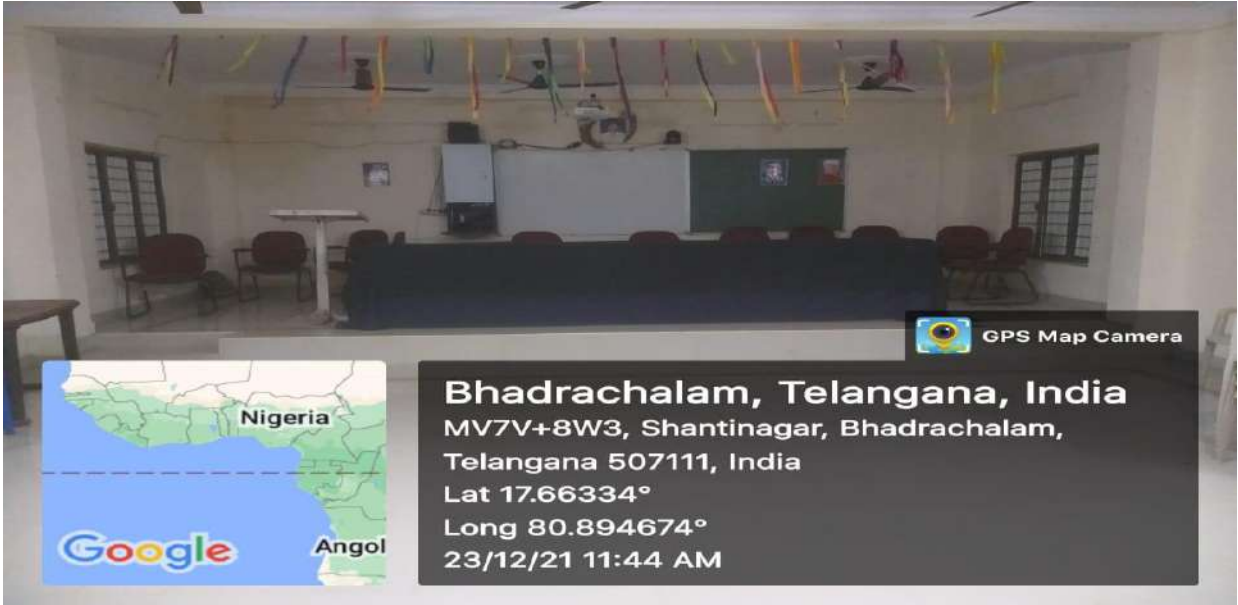 GPS Map Camera
Nigeria
Angol
Google
Bhadrachalam, Telangana, India
MV7V+8W3, Shantinagar, Bhadrachalam,
Telangana 507111, India
Lat 17.66334°
Long 80.894674°
23/12/21 11:44 AM